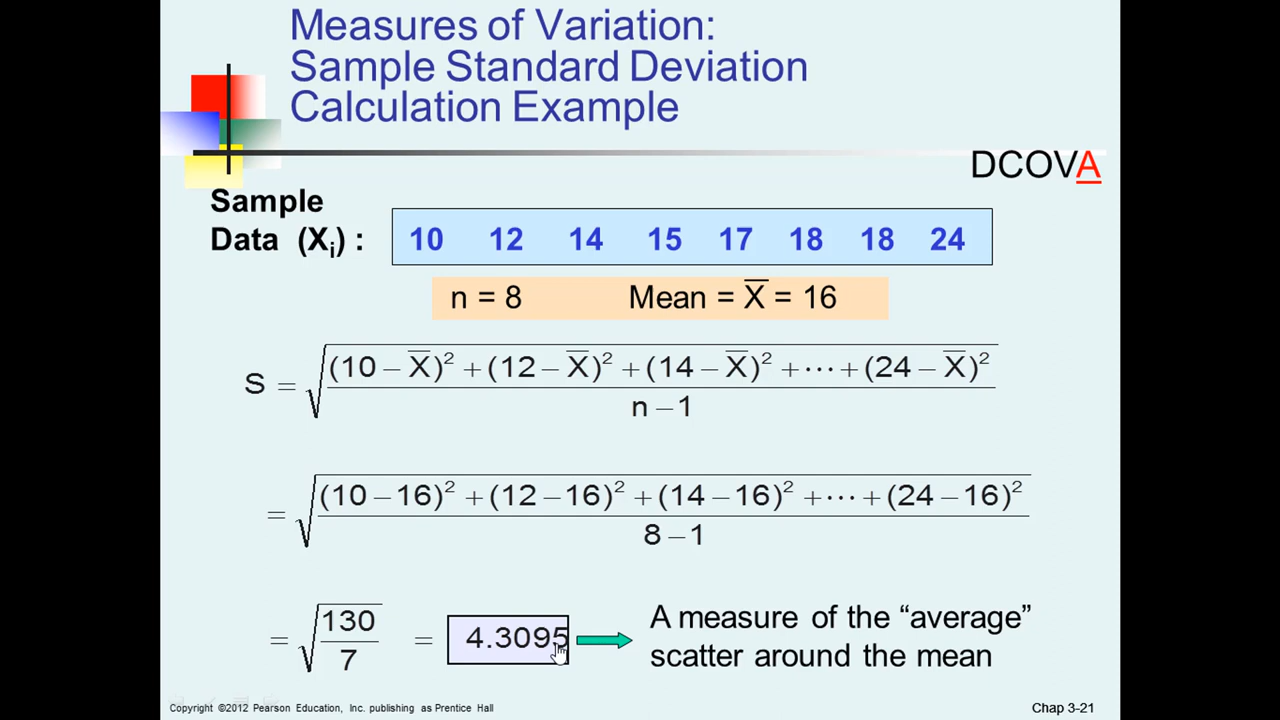 Measures of Variation:
Sample Standard Deviation
Calculation Example
DCOVA
Sample
Data (Xᵢ) : 10 12 14 15 17 18 18 24
n = 8 Mean = X̅ = 16
S = √((10 − X̅)² + (12 − X̅)² + (14 − X̅)² + ⋯ + (24 − X̅)² / n − 1)
= √((10 − 16)² + (12 − 16)² + (14 − 16)² + ⋯ + (24 − 16)² / 8 − 1)
= √(130 / 7) = 4.3095
A measure of the “average”
scatter around the mean
Copyright ©2012 Pearson Education, Inc. publishing as Prentice Hall
Chap 3-21